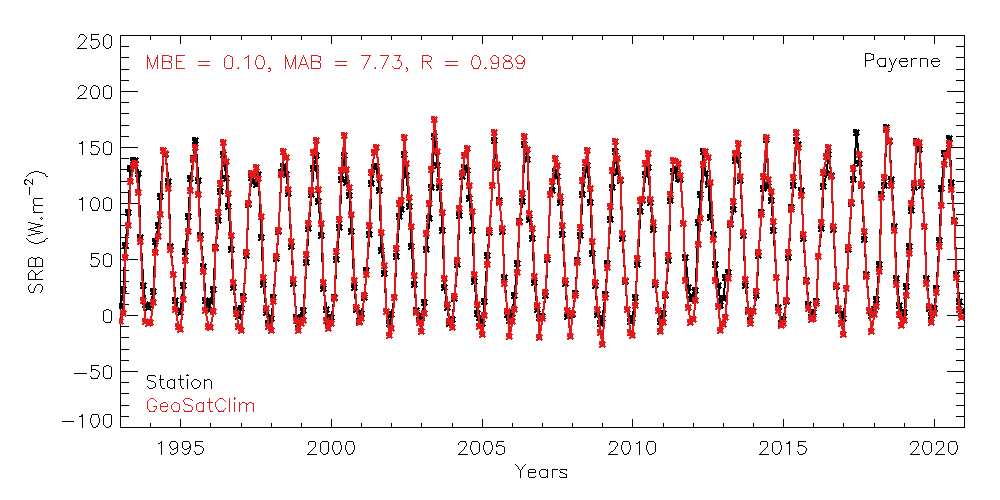 MBE = 0.10, MAB = 7.73, R = 0.989
Payerne
250
200
150
100
50
0
−50
−100
SRB (W.m⁻²)
Station
GeoSatClim
1995
2000
2005
2010
2015
2020
Years